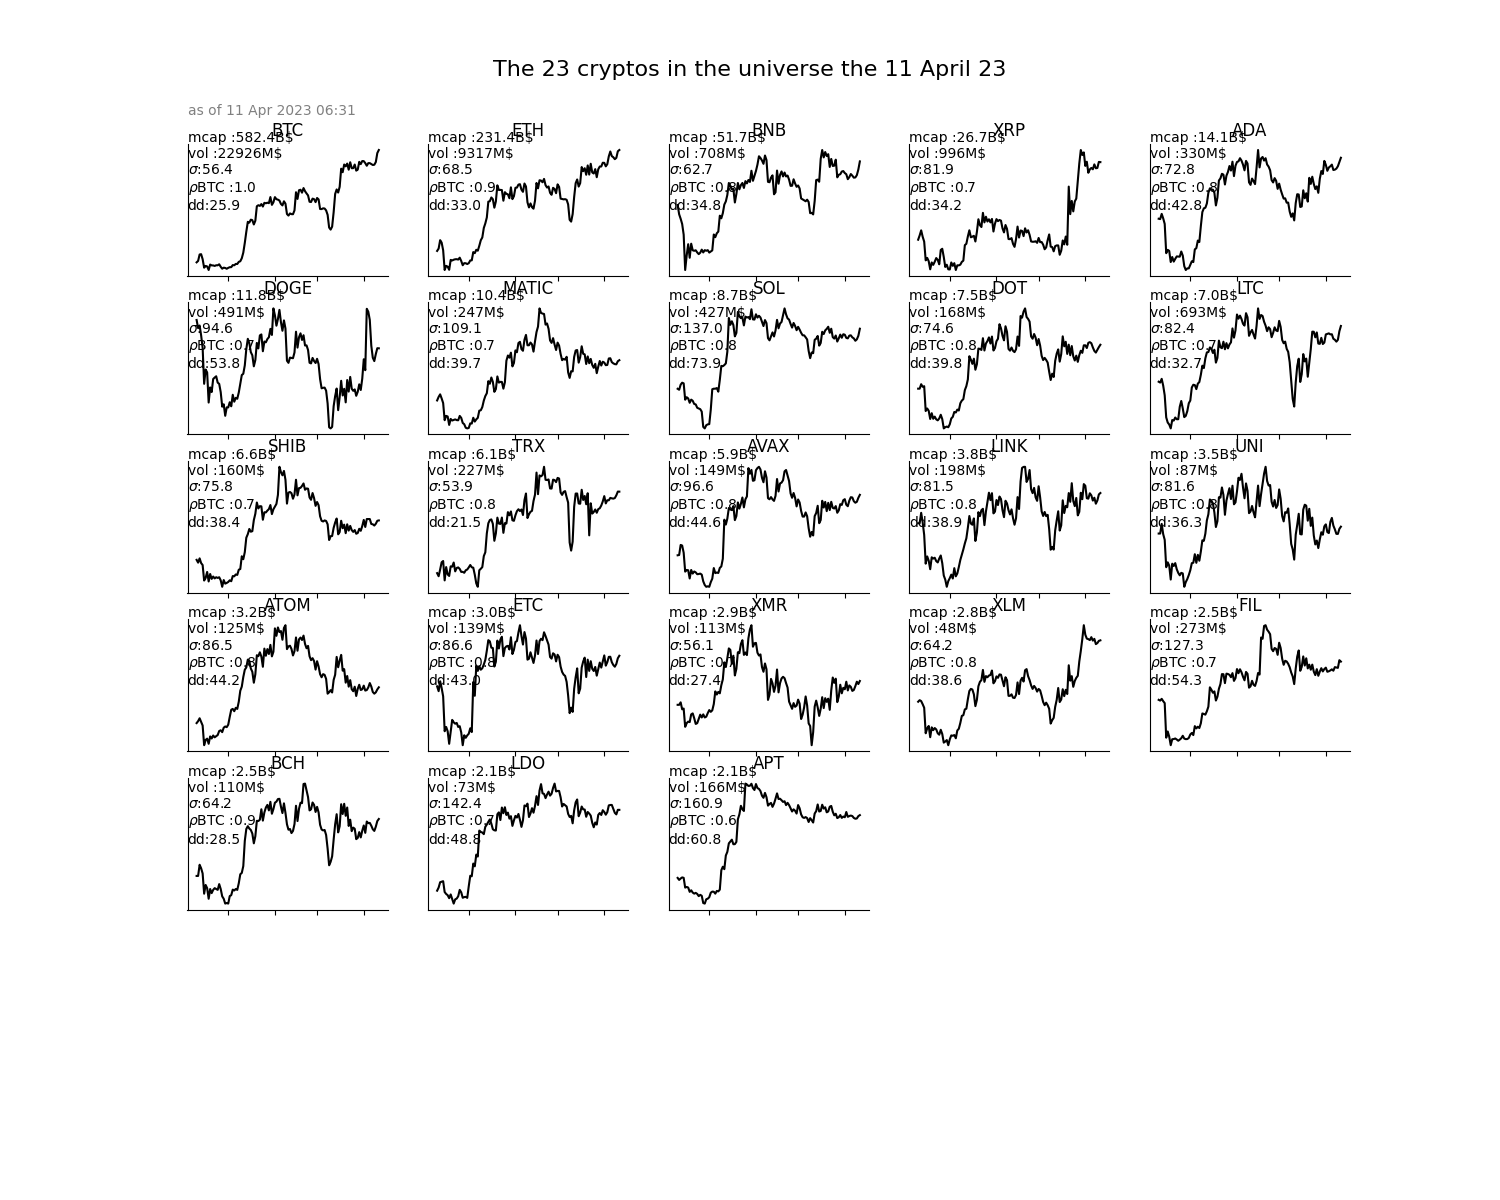 The 23 cryptos in the universe the 11 April 23
as of 11 Apr 2023 06:31
BTC
mcap :582.4B$
vol :22926M$
σ:56.4
ρBTC :1.0
dd:25.9
ETH
mcap :231.4B$
vol :9317M$
σ:68.5
ρBTC :0.9
dd:33.0
BNB
mcap :51.7B$
vol :708M$
σ:62.7
ρBTC :0.8
dd:34.8
XRP
mcap :26.7B$
vol :996M$
σ:81.9
ρBTC :0.7
dd:34.2
ADA
mcap :14.1B$
vol :330M$
σ:72.8
ρBTC :0.8
dd:42.8
DOGE
mcap :11.8B$
vol :491M$
σ:94.6
ρBTC :0.7
dd:53.8
MATIC
mcap :10.4B$
vol :247M$
σ:109.1
ρBTC :0.7
dd:39.7
SOL
mcap :8.7B$
vol :427M$
σ:137.0
ρBTC :0.8
dd:73.9
DOT
mcap :7.5B$
vol :168M$
σ:74.6
ρBTC :0.8
dd:39.8
LTC
mcap :7.0B$
vol :693M$
σ:82.4
ρBTC :0.7
dd:32.7
SHIB
mcap :6.6B$
vol :160M$
σ:75.8
ρBTC :0.7
dd:38.4
TRX
mcap :6.1B$
vol :227M$
σ:53.9
ρBTC :0.8
dd:21.5
AVAX
mcap :5.9B$
vol :149M$
σ:96.6
ρBTC :0.8
dd:44.6
LINK
mcap :3.8B$
vol :198M$
σ:81.5
ρBTC :0.8
dd:38.9
UNI
mcap :3.5B$
vol :87M$
σ:81.6
ρBTC :0.8
dd:36.3
ATOM
mcap :3.2B$
vol :125M$
σ:86.5
ρBTC :0.8
dd:44.2
ETC
mcap :3.0B$
vol :139M$
σ:86.6
ρBTC :0.8
dd:43.0
XMR
mcap :2.9B$
vol :113M$
σ:56.1
ρBTC :0.7
dd:27.4
XLM
mcap :2.8B$
vol :48M$
σ:64.2
ρBTC :0.8
dd:38.6
FIL
mcap :2.5B$
vol :273M$
σ:127.3
ρBTC :0.7
dd:54.3
BCH
mcap :2.5B$
vol :110M$
σ:64.2
ρBTC :0.9
dd:28.5
LDO
mcap :2.1B$
vol :73M$
σ:142.4
ρBTC :0.7
dd:48.8
APT
mcap :2.1B$
vol :166M$
σ:160.9
ρBTC :0.6
dd:60.8